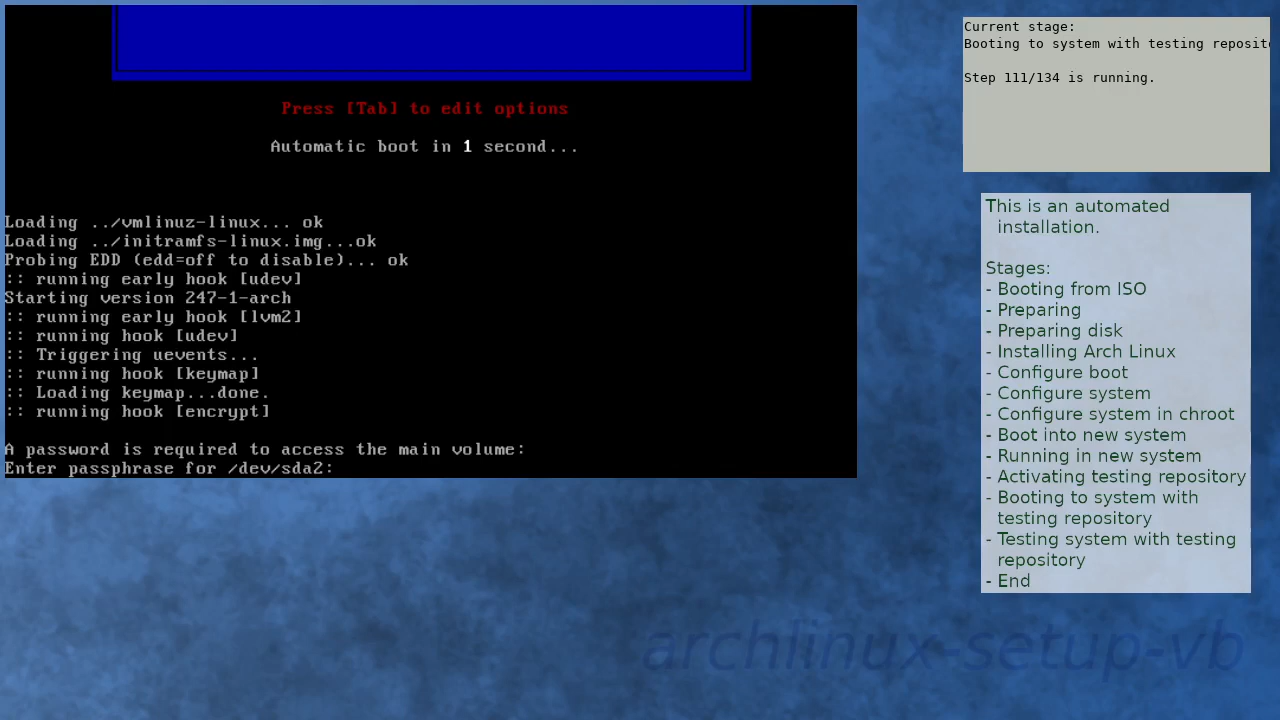 Press [Tab] to edit options
Automatic boot in 1 second...
Loading ../vmlinuz-linux... ok
Loading ../initramfs-linux.img...ok
Probing EDD (edd=off to disable)... ok
:: running early hook [udev]
Starting version 247-1-arch
:: running early hook [lvm2]
:: running hook [udev]
:: Triggering uevents...
:: running hook [keymap]
:: Loading keymap...done.
:: running hook [encrypt]
A password is required to access the main volume:
Enter passphrase for /dev/sda2:
Current stage:
Booting to system with testing reposito
Step 111/134 is running.
This is an automated
installation.
Stages:
- Booting from ISO
- Preparing
- Preparing disk
- Installing Arch Linux
- Configure boot
- Configure system
- Configure system in chroot
- Boot into new system
- Running in new system
- Activating testing repository
- Booting to system with
testing repository
- Testing system with testing
repository
- End
archlinux-setup-vb